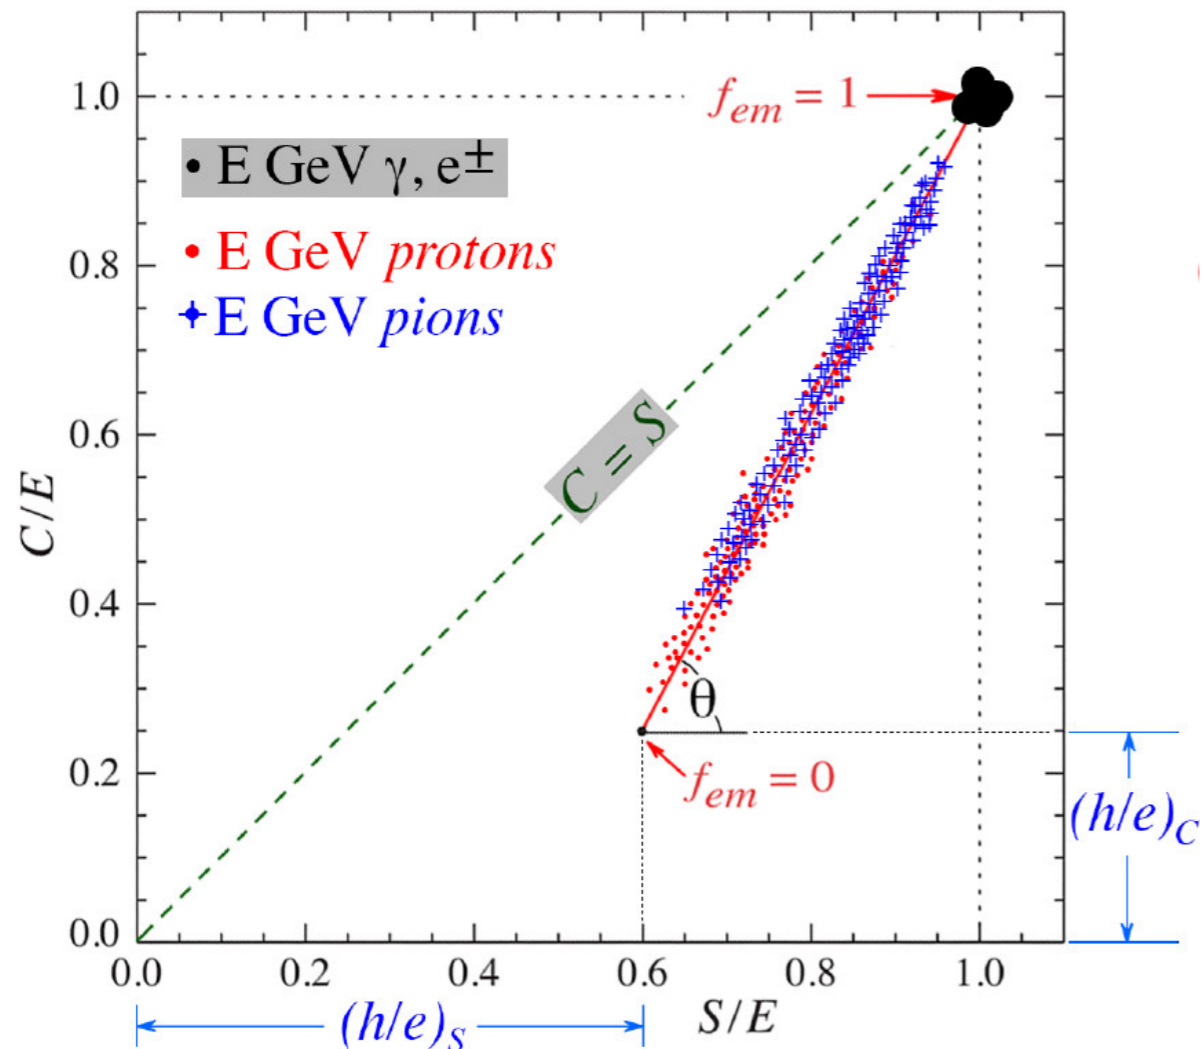 1.0
f_em = 1
• E GeV γ, e±
• E GeV protons
E GeV pions
0.8
0.6
C = S
C/E
0.4
θ
0.2
f_em = 0
(h/e)_C
0.0
0.0 0.2 0.4 0.6 0.8 1.0
(h/e)_S
S/E